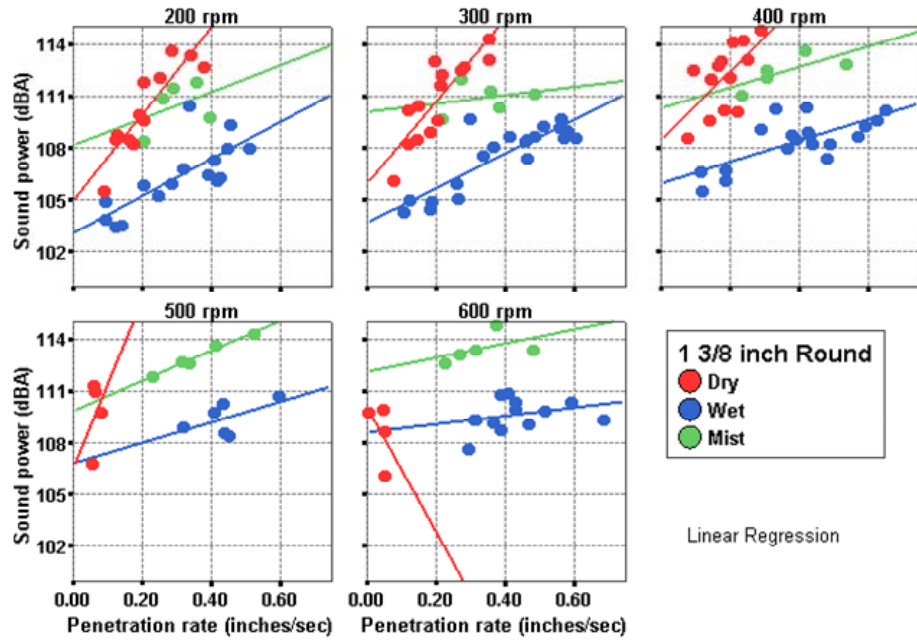 200 rpm 300 rpm 400 rpm
Sound power (dBA)
114
111
108
105
102
500 rpm 600 rpm
Sound power (dBA)
114
111
108
105
102
0.00 0.20 0.40 0.60 0.00 0.20 0.40 0.60
Penetration rate (inches/sec) Penetration rate (inches/sec)
1 3/8 inch Round
Dry
Wet
Mist
Linear Regression